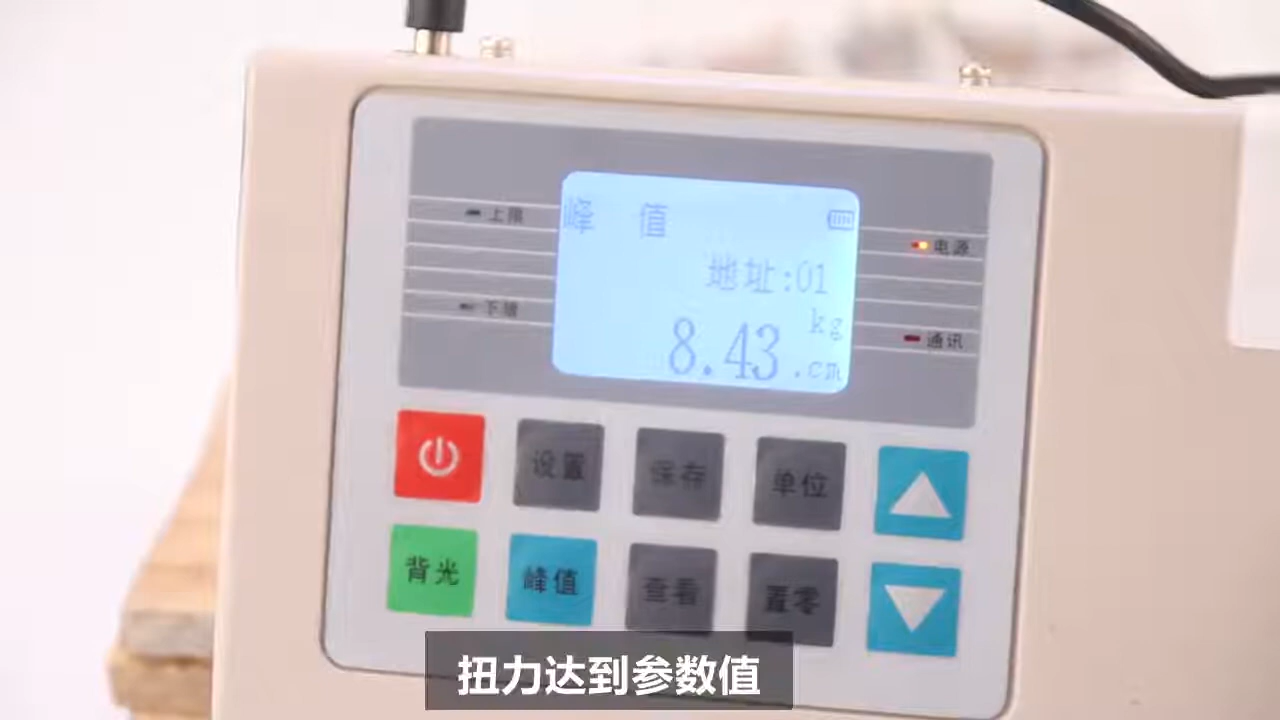 峰 值
地址:01
kg
8.43 .cm
上限
下限
电源
通讯
设置
保存
单位
背光
峰值
查看
置零
扭力达到参数值